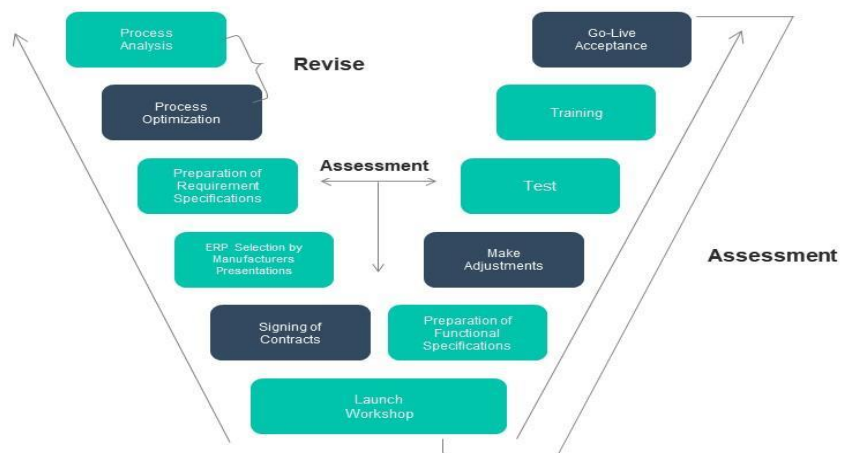 Process
Analysis
Go-Live
Acceptance
Revise
Process
Optimization
Training
Assessment
Preparation of
Requirement
Specifications
Test
ERP Selection by
Manufacturers
Presentations
Make
Adjustments
Assessment
Signing of
Contracts
Preparation of
Functional
Specifications
Launch
Workshop